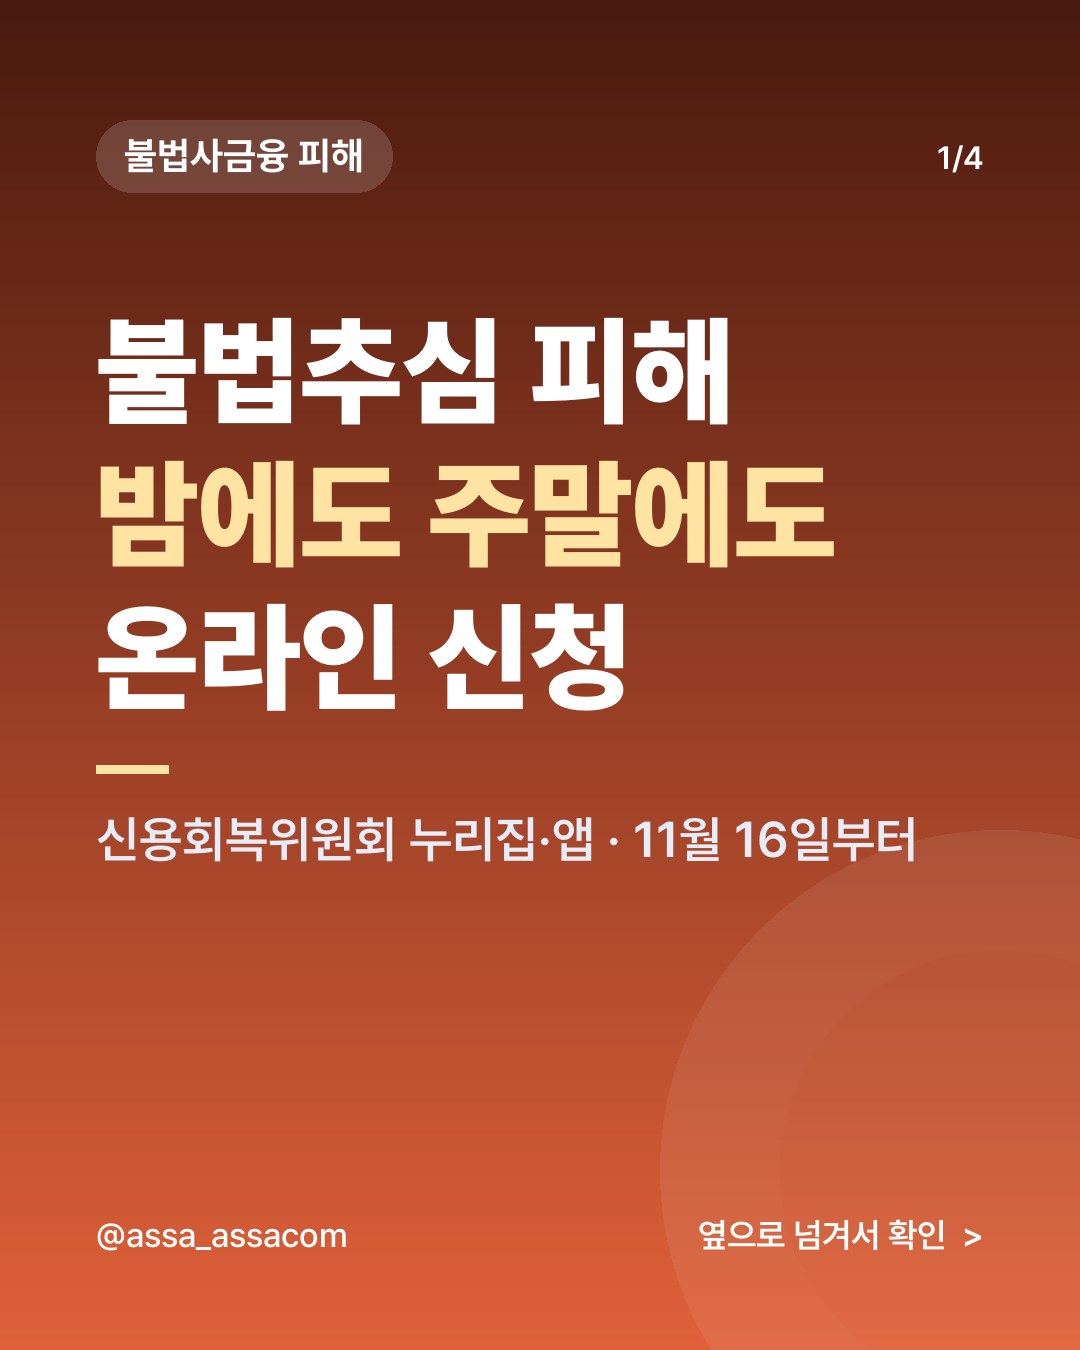 불법사금융 피해
1/4
불법추심 피해
밤에도 주말에도
온라인 신청
신용회복위원회 누리집·앱 · 11월 16일부터
@assa_assacom
옆으로 넘겨서 확인 >